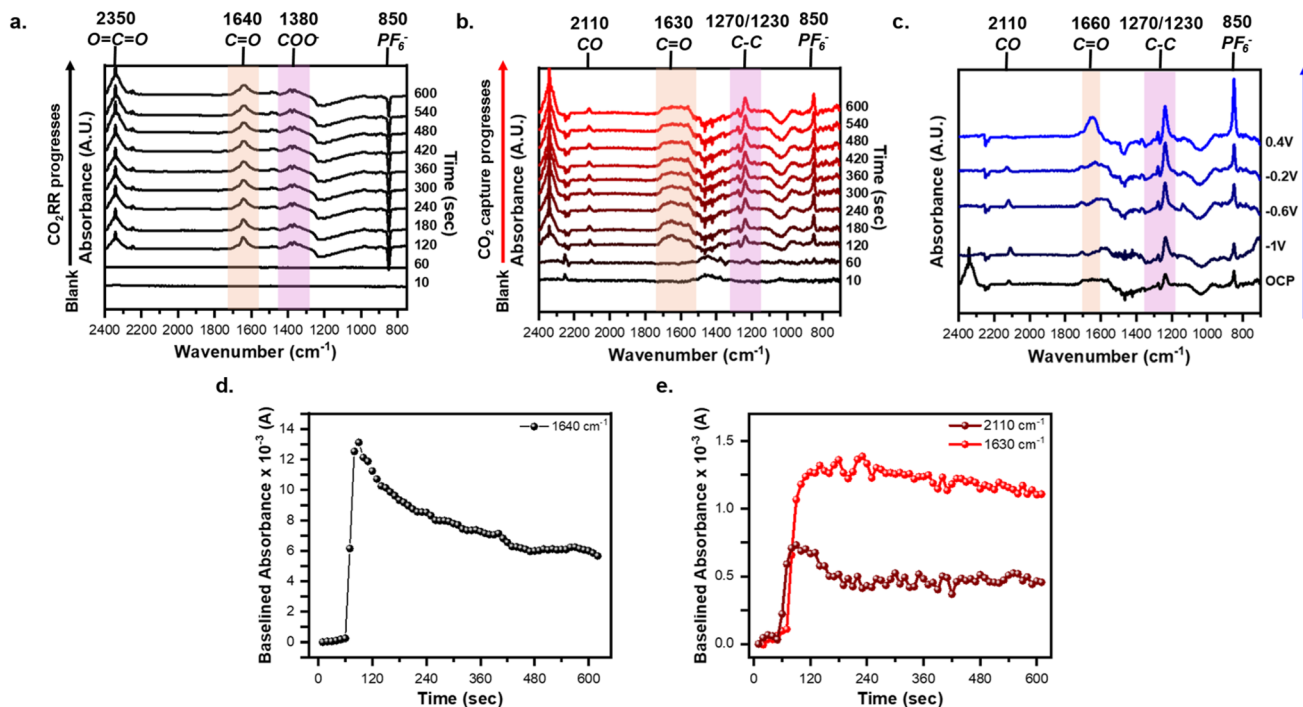 a.
2350 1640 1380 850
O=C=O C=O COO⁻ PF₆⁻
CO₂RR progresses
Blank
Absorbance (A.U.)
600
540
480
420
360
300
240
180
120
60
10
Time (sec)
2400 2200 2000 1800 1600 1400 1200 1000 750
Wavenumber (cm⁻¹)
b.
2110 1630 1270/1230 850
CO C=O C-C PF₆⁻
CO₂ capture progresses
Blank
Absorbance (A.U.)
600
540
480
420
360
300
240
180
120
60
10
Time (sec)
2400 2200 2000 1800 1600 1400 1200 1000 800
Wavenumber (cm⁻¹)
c.
2110 1660 1270/1230 850
CO C=O C-C PF₆⁻
Absorbance (A.U.)
0.4V
-0.2V
-0.6V
-1V
OCP
2400 2200 2000 1800 1600 1400 1200 1000 800
Wavenumber (cm⁻¹)
d.
1640 cm⁻¹
Baselined Absorbance x 10⁻³ (A)
14
12
10
8
6
4
2
0
0 120 240 360 480 600
Time (sec)
e.
2110 cm⁻¹
1630 cm⁻¹
Baselined Absorbance x 10⁻³ (A)
1.5
1.0
0.5
0.0
0 120 240 360 480 600
Time (sec)